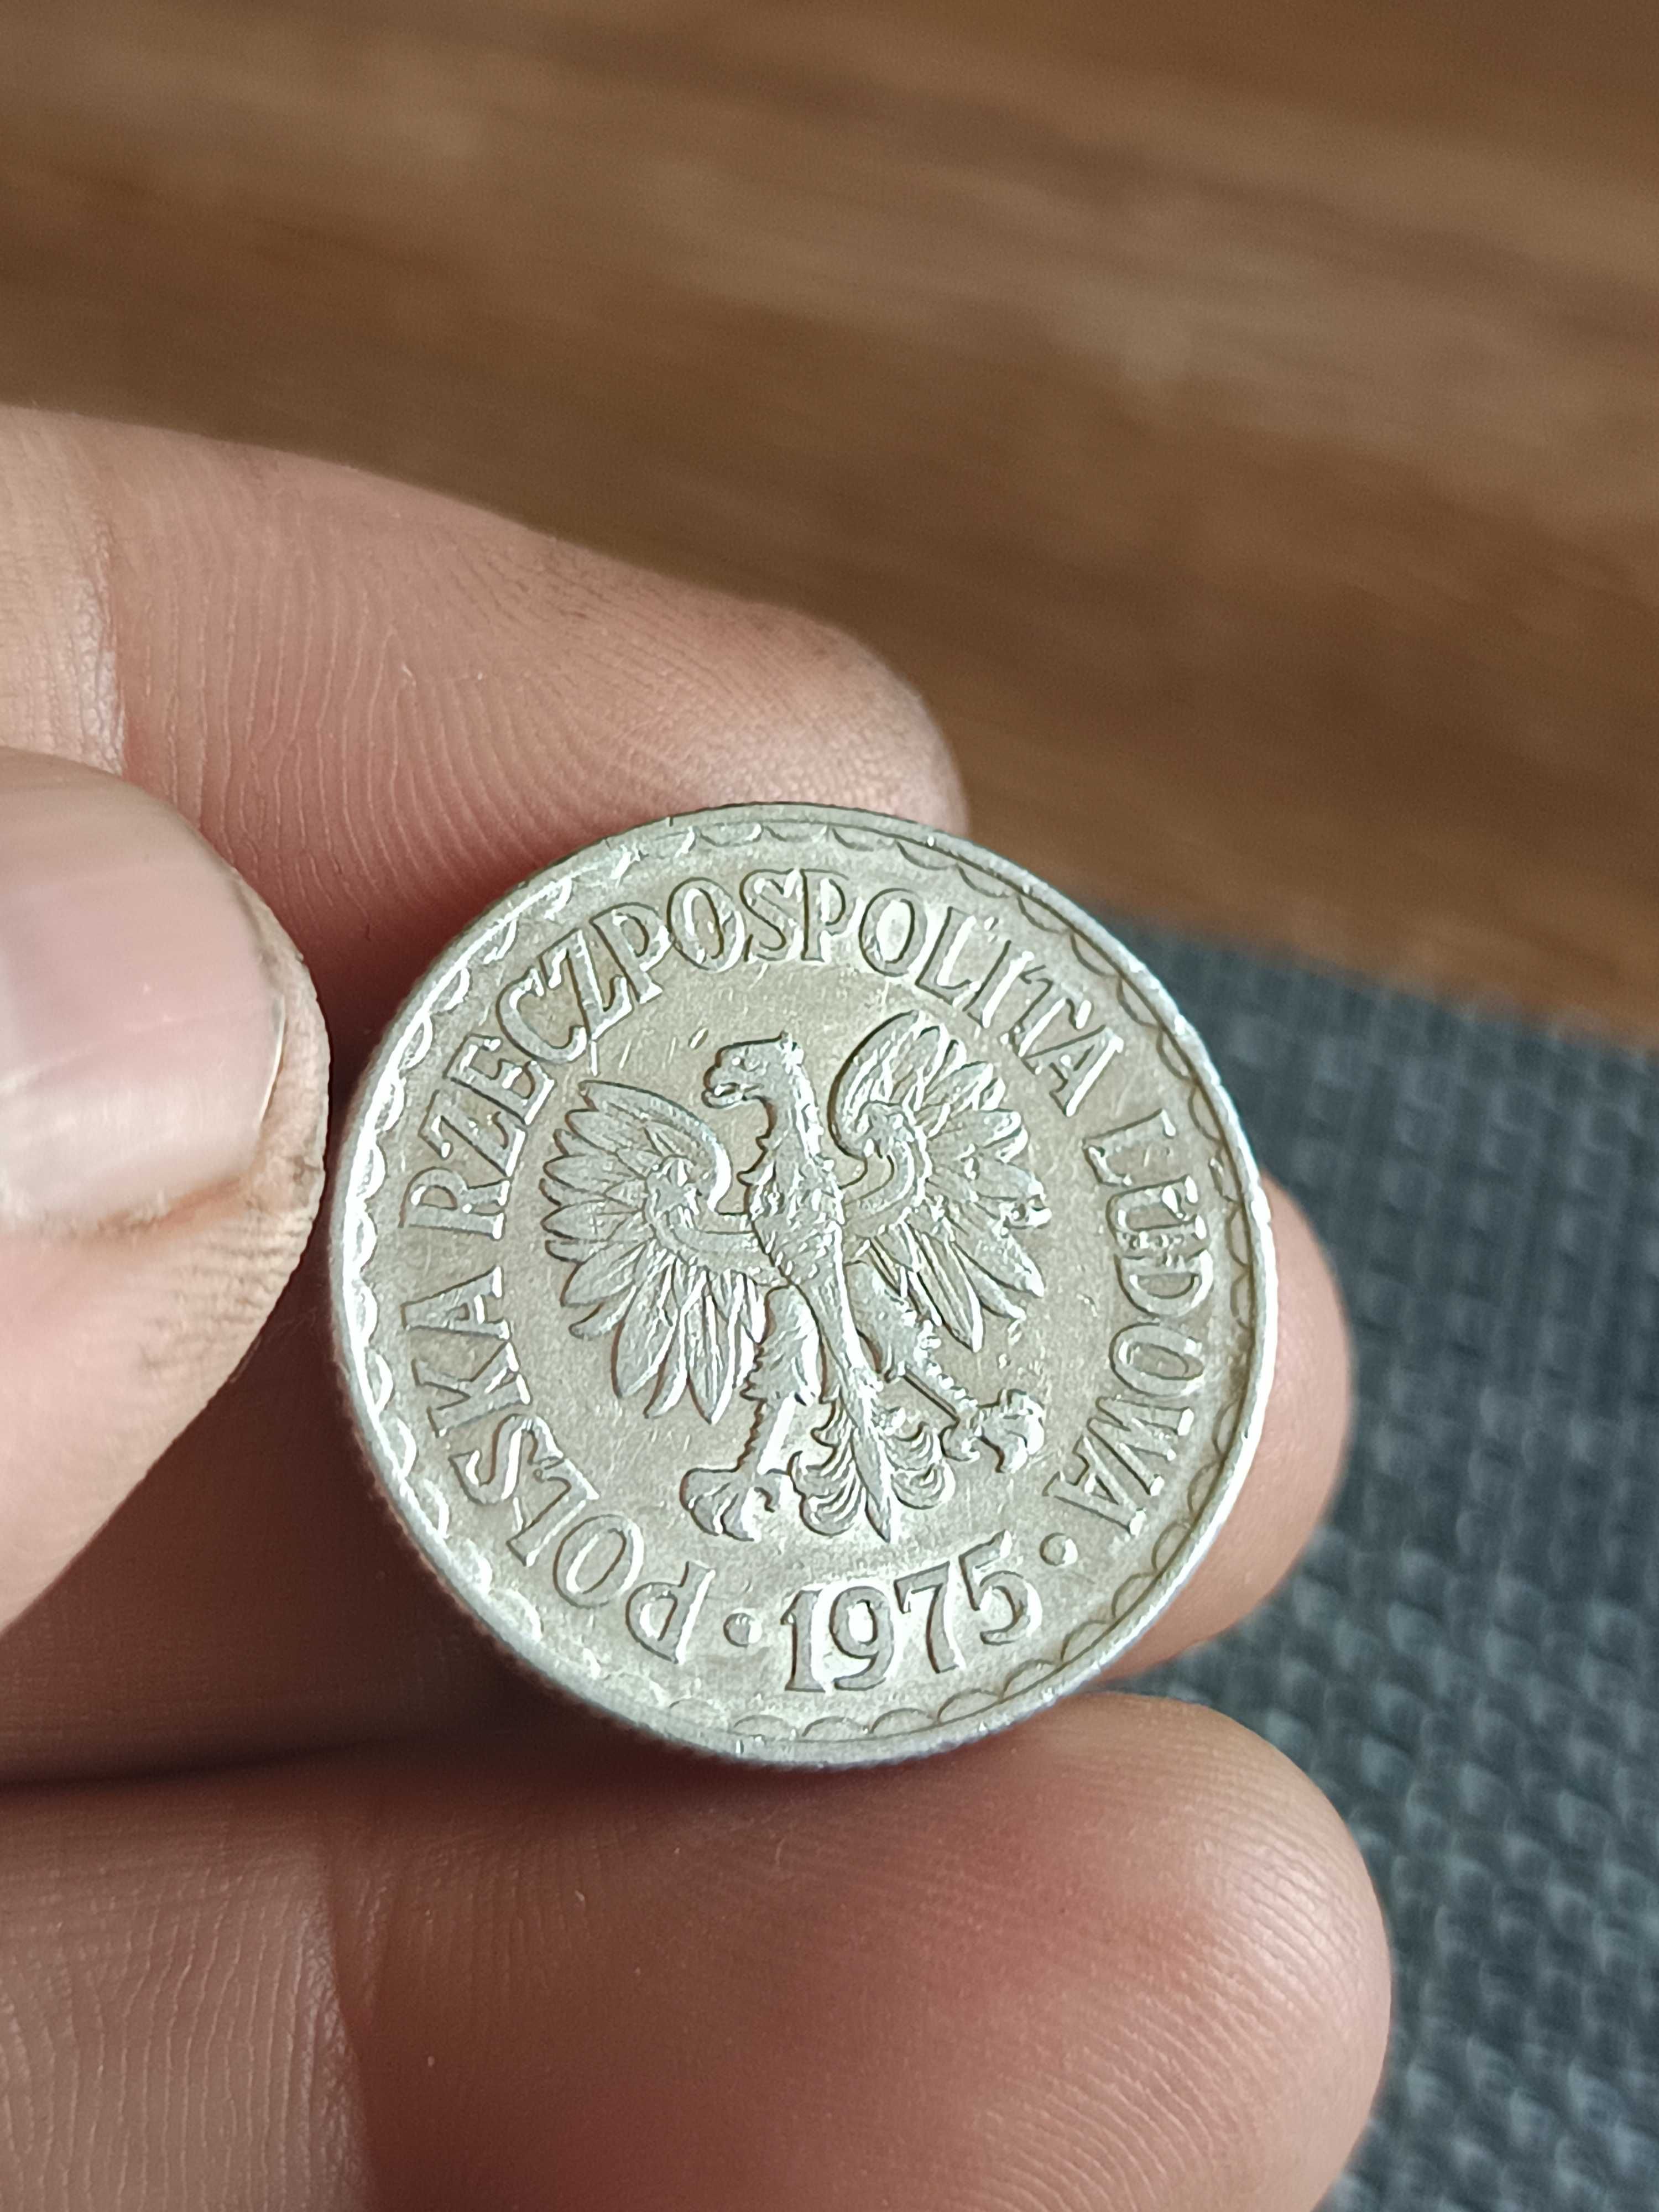 POLSKA RZECZPOSPOLITA LUDOWA
· 1975 ·